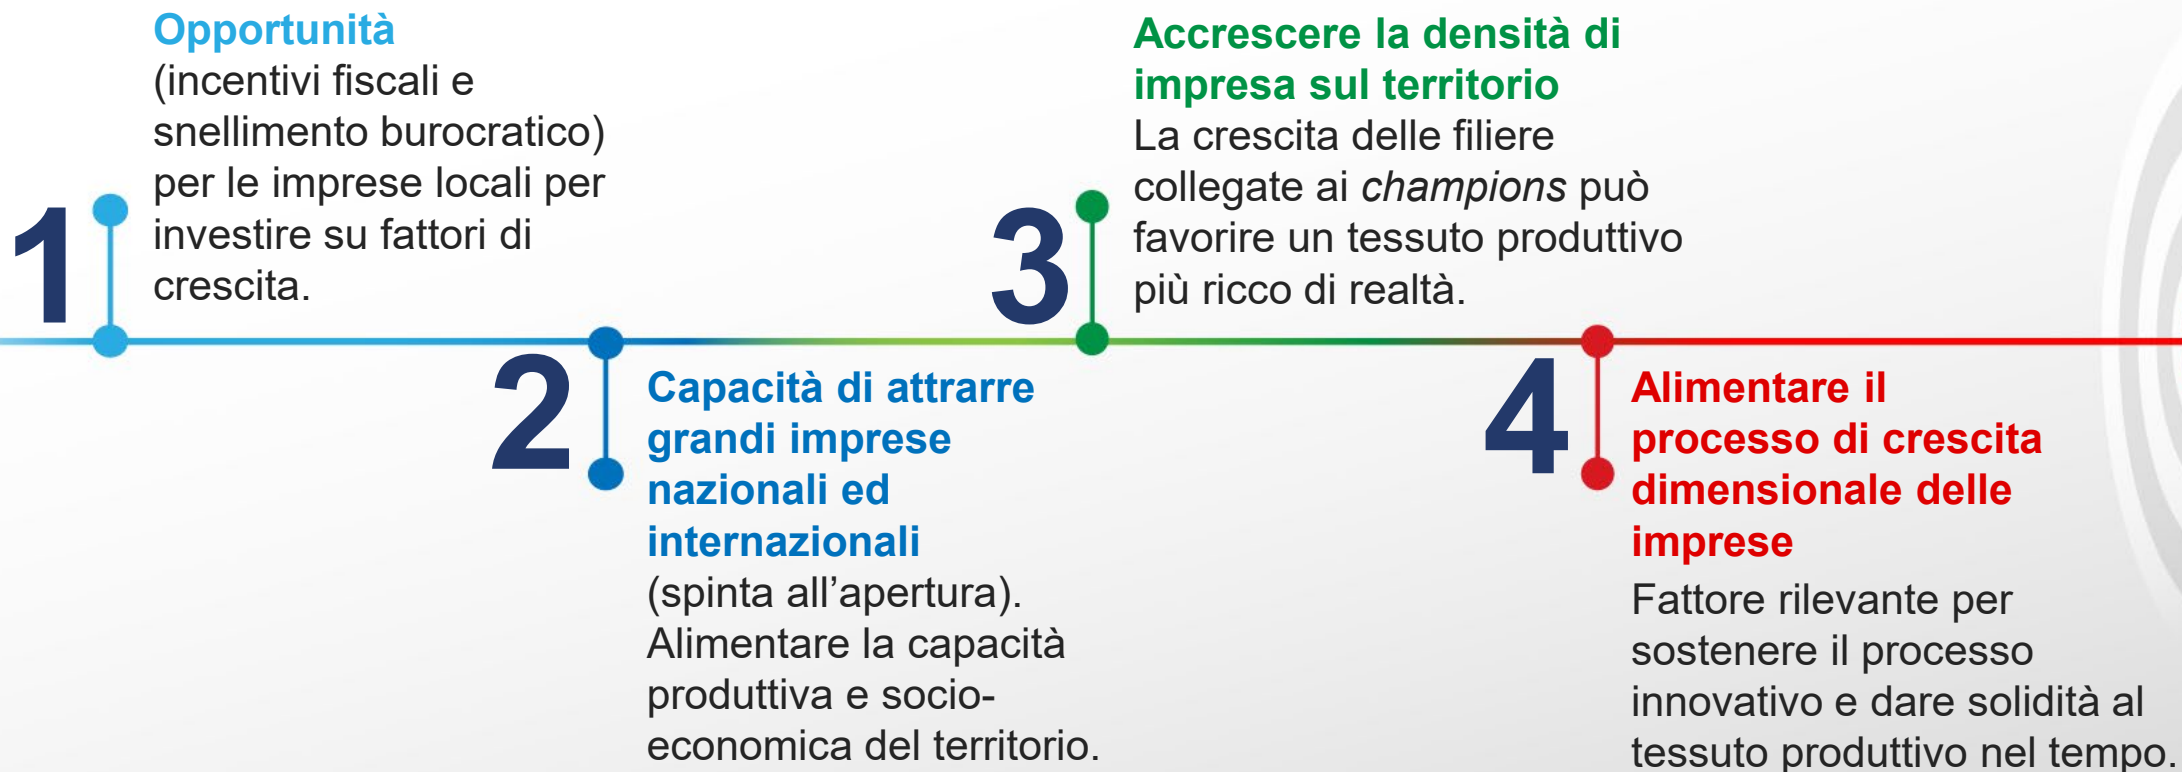 1
Opportunità
(incentivi fiscali e
snellimento burocratico)
per le imprese locali per
investire su fattori di
crescita.
2
Capacità di attrarre
grandi imprese
nazionali ed
internazionali
(spinta all’apertura).
Alimentare la capacità
produttiva e socio-
economica del territorio.
3
Accrescere la densità di
impresa sul territorio
La crescita delle filiere
collegate ai champions può
favorire un tessuto produttivo
più ricco di realtà.
4
Alimentare il
processo di crescita
dimensionale delle
imprese
Fattore rilevante per
sostenere il processo
innovativo e dare solidità al
tessuto produttivo nel tempo.